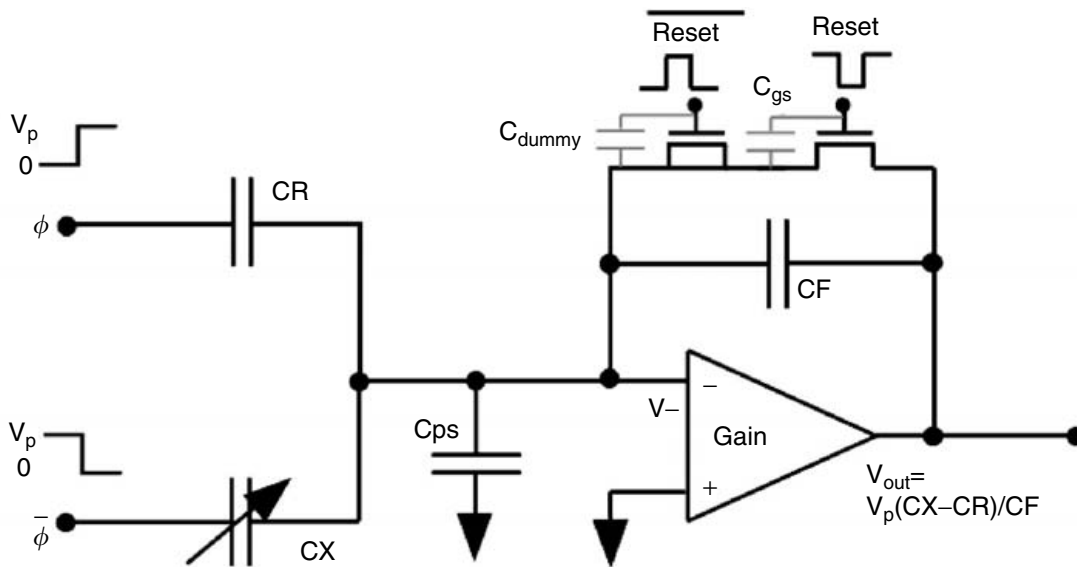 Reset
Reset
C_gs
C_dummy
V_p
0
CR
ϕ
CF
V_p
0
V−
−
Gain
+
Cps
V_out=
V_p(CX−CR)/CF
ϕ̅
CX